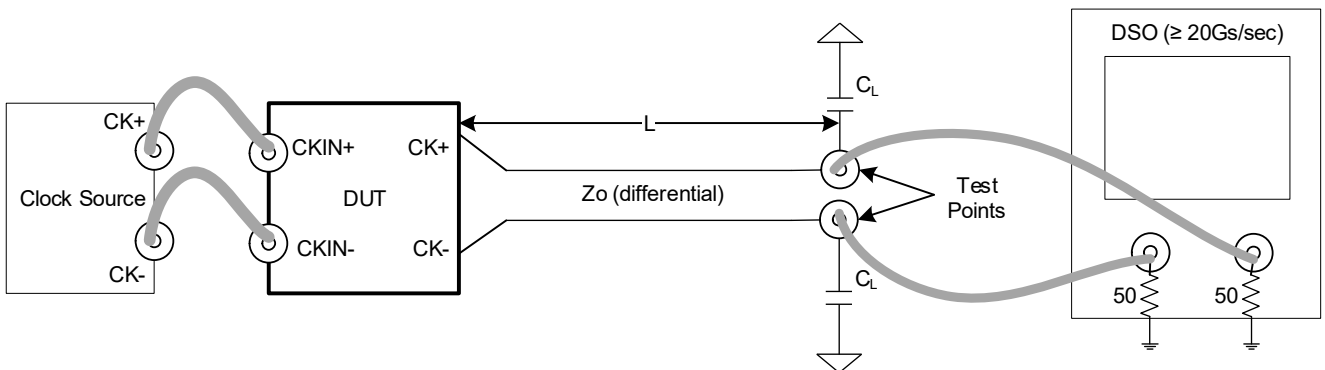 DSO (≥ 20Gs/sec)
CL
CK+
L
CKIN+
CK+
Clock Source
DUT
Zo (differential)
Test
Points
CKIN-
CK-
CK-
CL
50
50